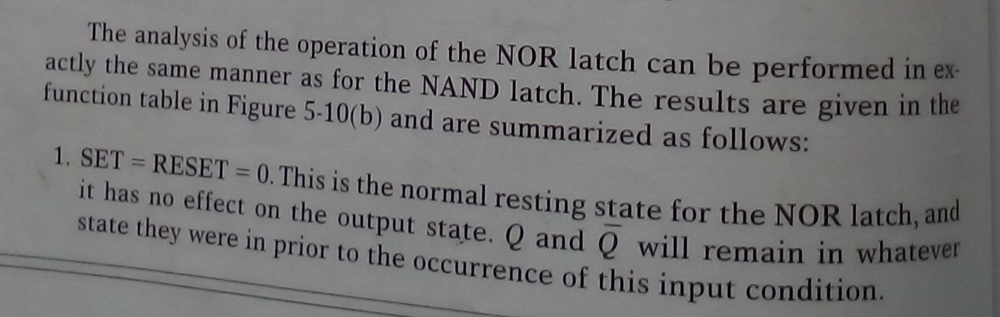 The analysis of the operation of the NOR latch can be performed in ex-
actly the same manner as for the NAND latch. The results are given in the
function table in Figure 5-10(b) and are summarized as follows:
1. SET = RESET = 0. This is the normal resting state for the NOR latch, and
it has no effect on the output state. Q and Q̅ will remain in whatever
state they were in prior to the occurrence of this input condition.